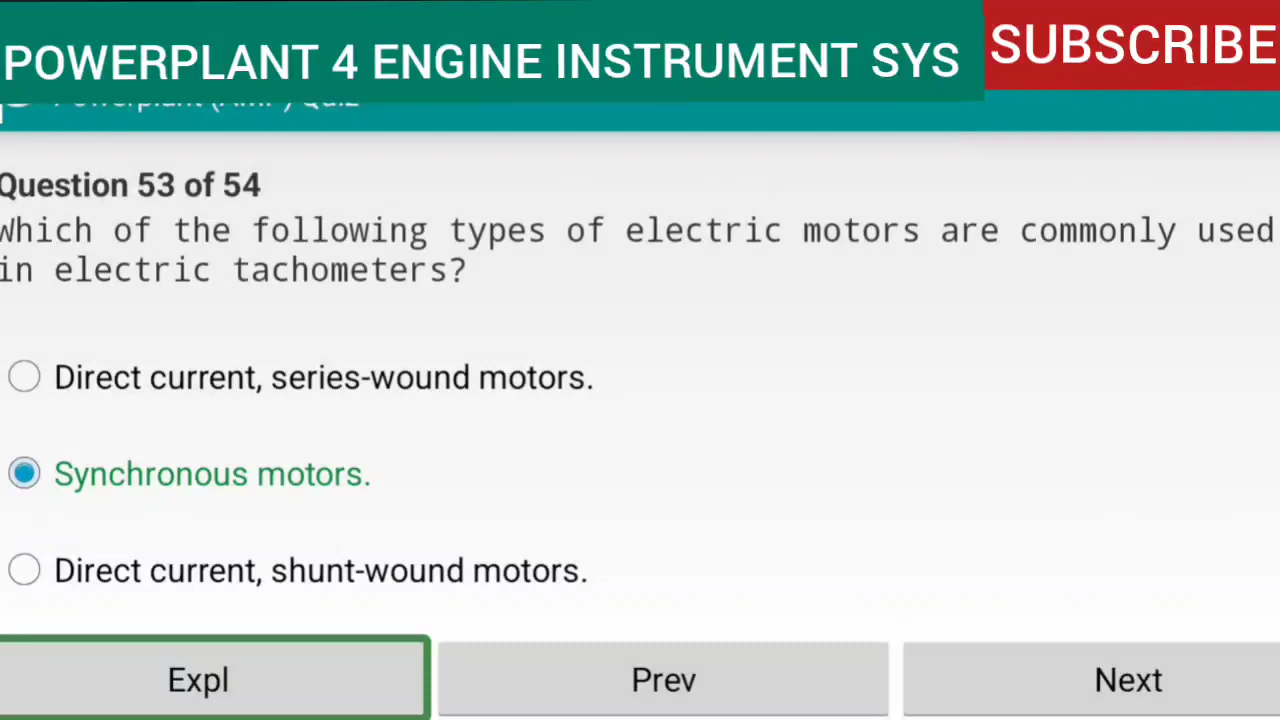 POWERPLANT 4 ENGINE INSTRUMENT SYS
SUBSCRIBE
Question 53 of 54
Which of the following types of electric motors are commonly used
in electric tachometers?
Direct current, series-wound motors.
Synchronous motors.
Direct current, shunt-wound motors.
Expl
Prev
Next